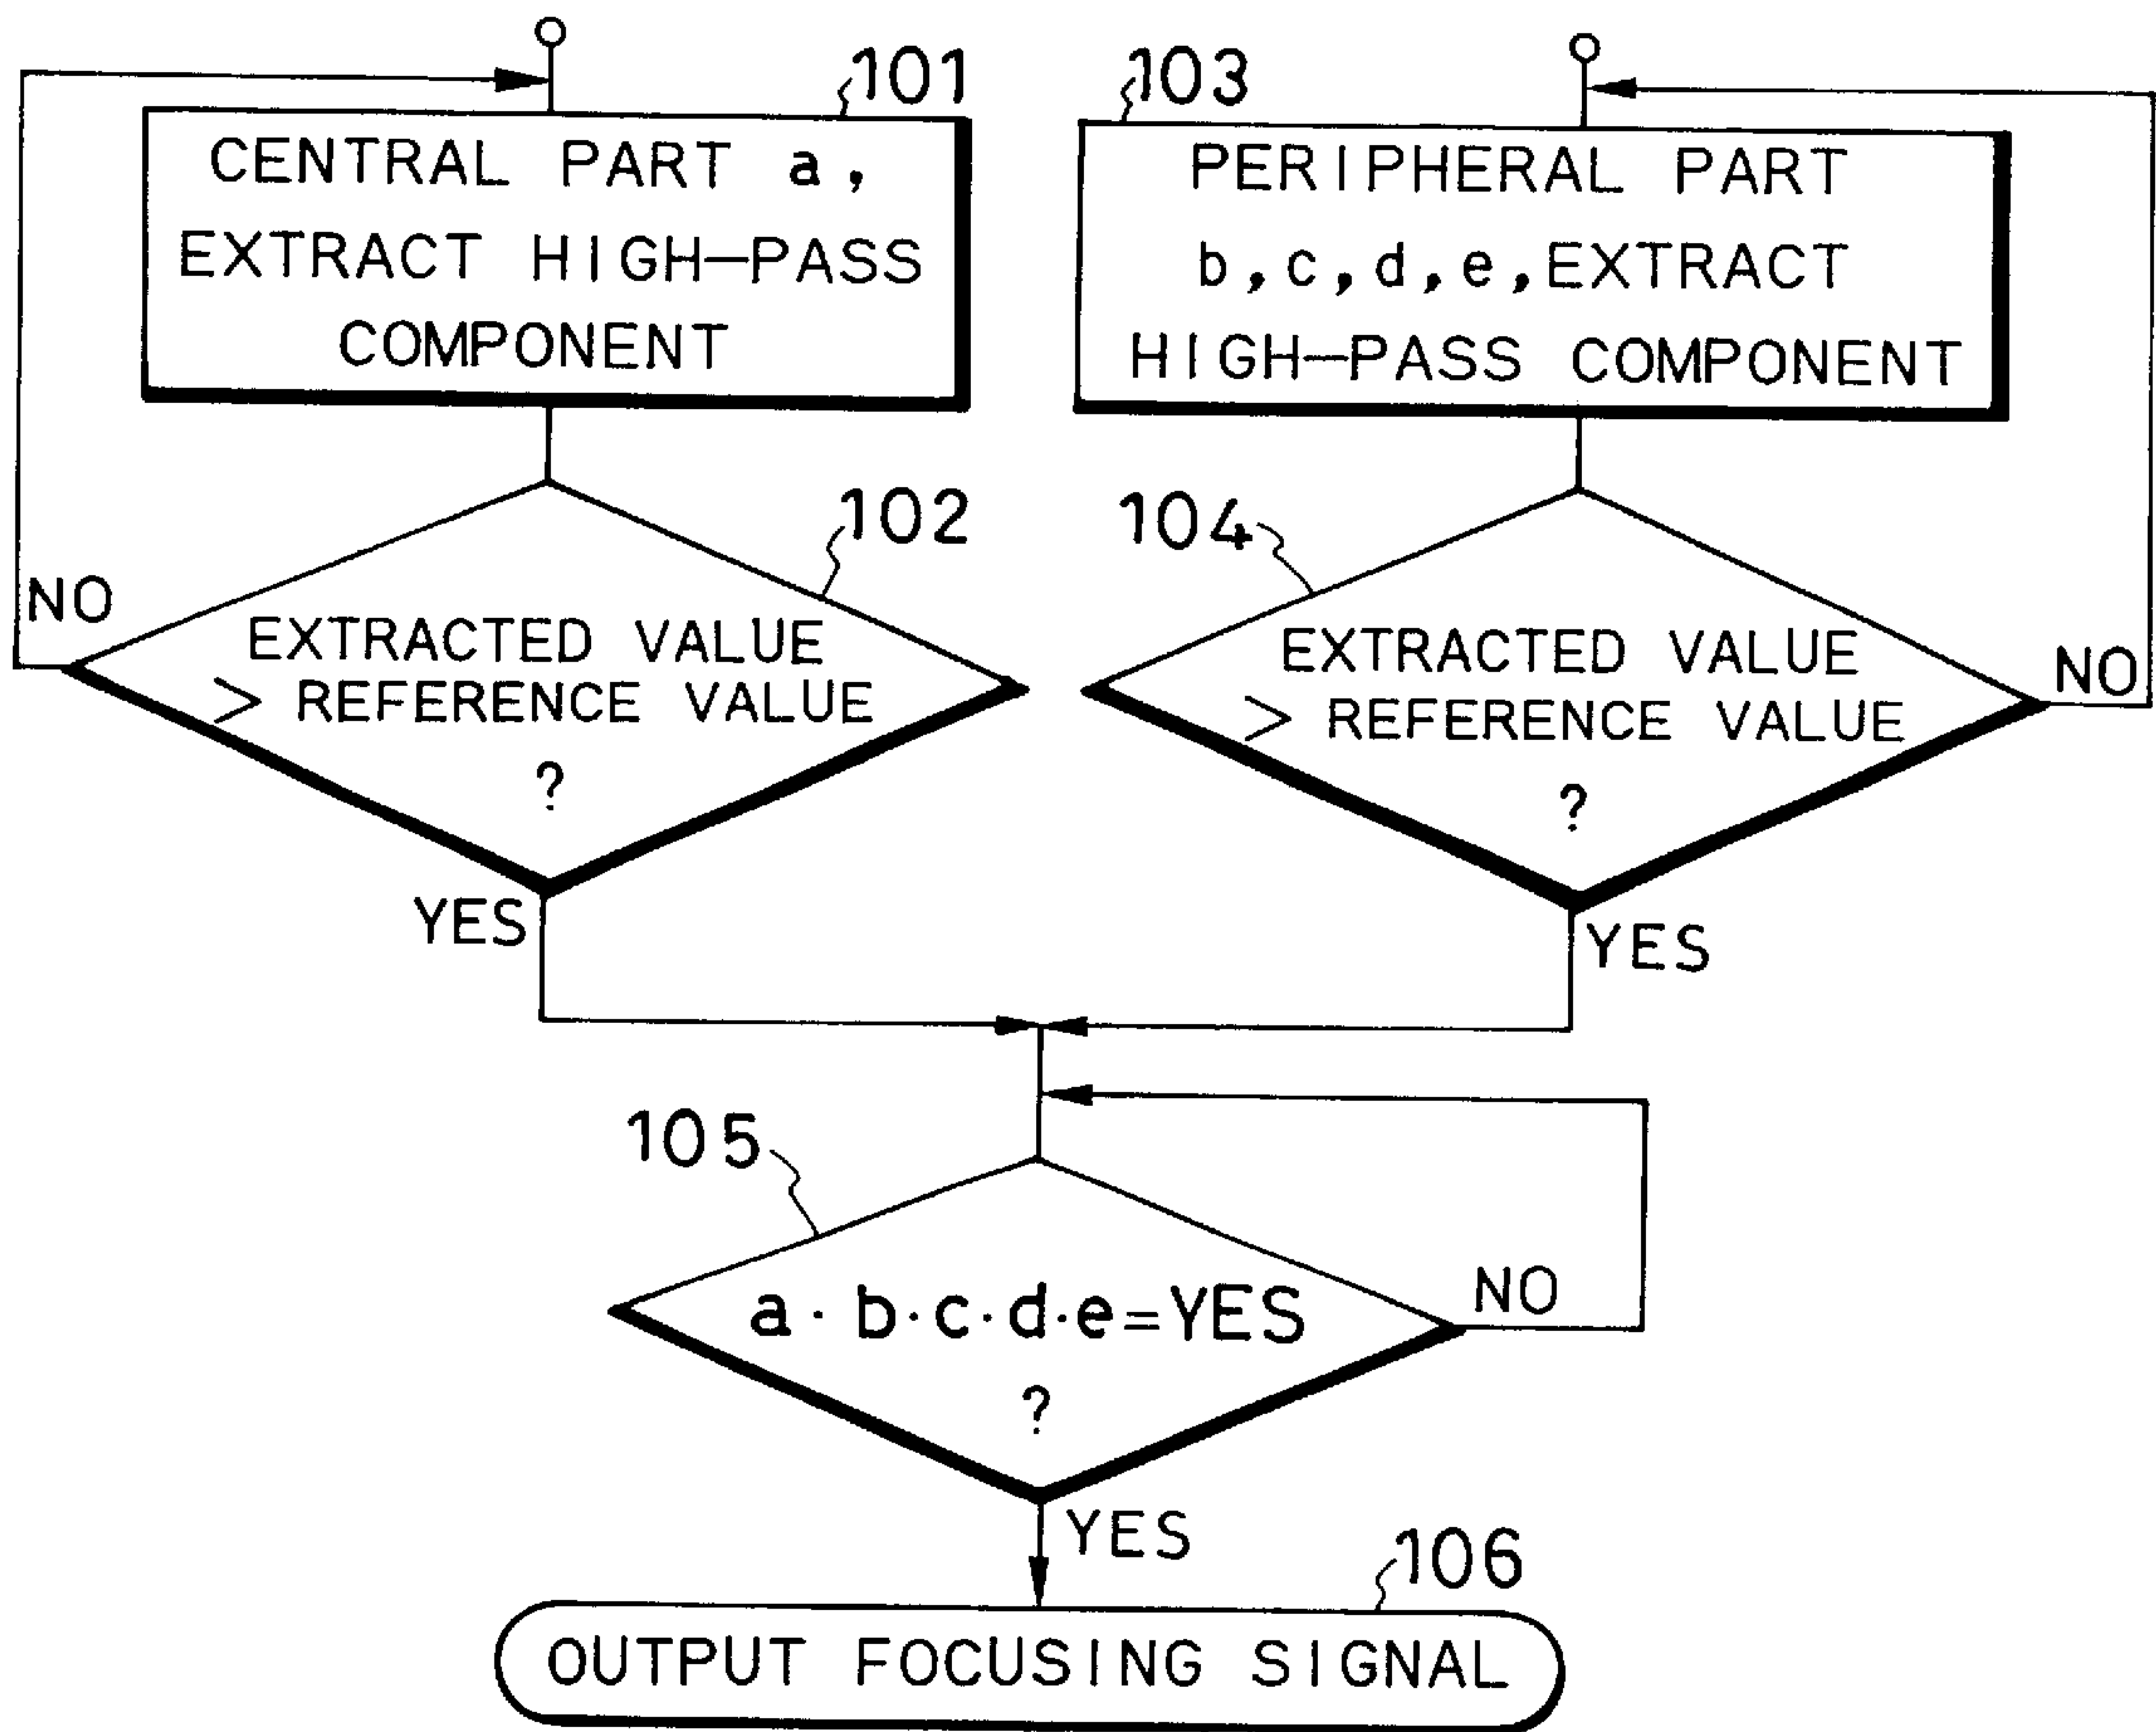 101
CENTRAL PART a,
EXTRACT HIGH-PASS
COMPONENT
103
PERIPHERAL PART
b,c,d,e,EXTRACT
HIGH-PASS COMPONENT
102
NO
EXTRACTED VALUE
> REFERENCE VALUE
?
YES
104
EXTRACTED VALUE
> REFERENCE VALUE
?
NO
YES
105
a·b·c·d·e=YES
?
NO
YES
106
OUTPUT FOCUSING SIGNAL